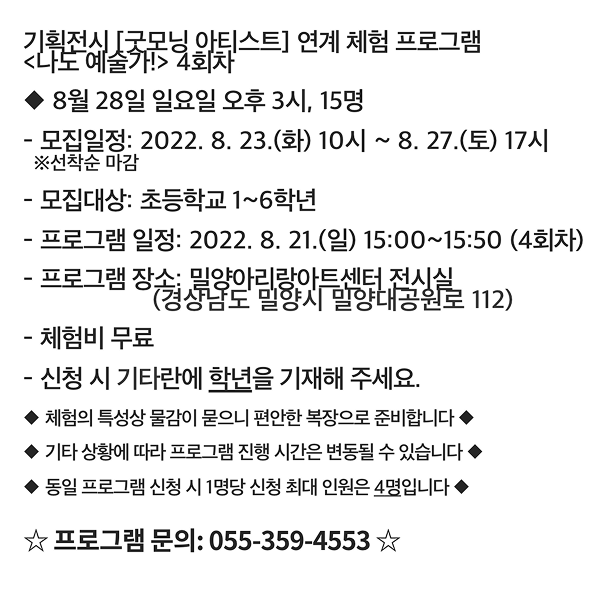 기획전시 [굿모닝 아티스트] 연계 체험 프로그램
<나도 예술가!> 4회차
◆ 8월 28일 일요일 오후 3시, 15명
- 모집일정: 2022. 8. 23.(화) 10시 ~ 8. 27.(토) 17시
※선착순 마감
- 모집대상: 초등학교 1~6학년
- 프로그램 일정: 2022. 8. 21.(일) 15:00~15:50 (4회차)
- 프로그램 장소: 밀양아리랑아트센터 전시실
(경상남도 밀양시 밀양대공원로 112)
- 체험비 무료
- 신청 시 기타란에 학년을 기재해 주세요.
◆ 체험의 특성상 물감이 묻으니 편안한 복장으로 준비합니다 ◆
◆ 기타 상황에 따라 프로그램 진행 시간은 변동될 수 있습니다 ◆
◆ 동일 프로그램 신청 시 1명당 신청 최대 인원은 4명입니다 ◆
☆ 프로그램 문의: 055-359-4553 ☆